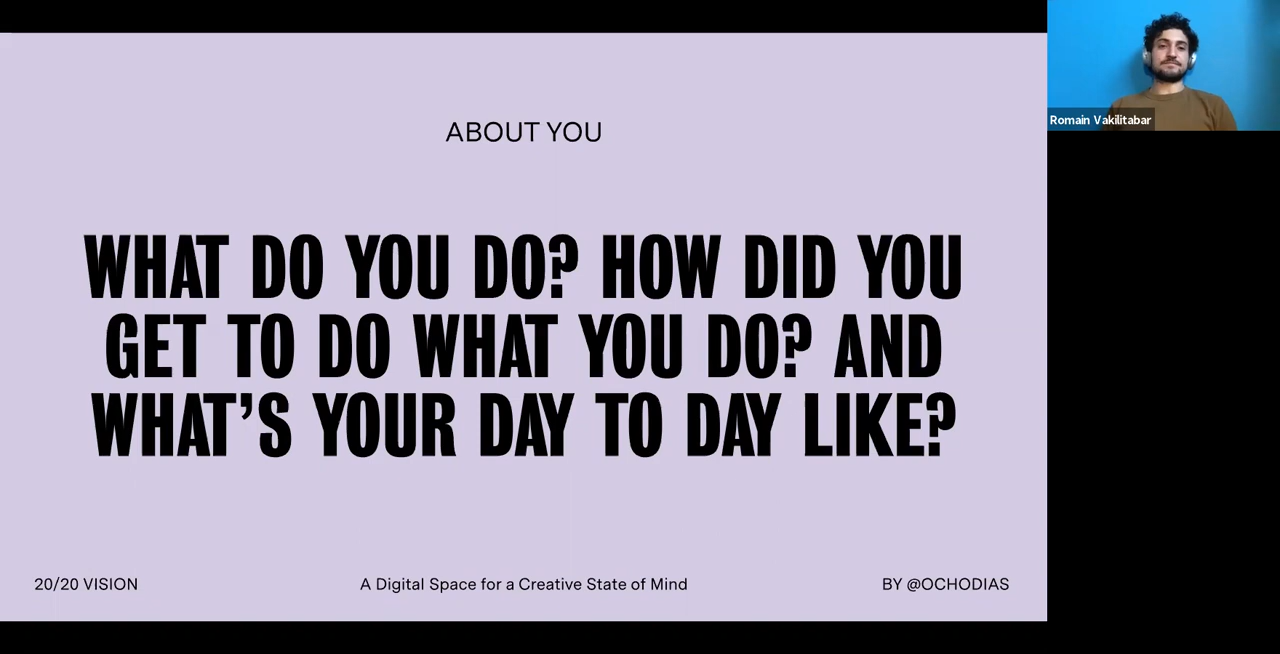 ABOUT YOU
WHAT DO YOU DO? HOW DID YOU
GET TO DO WHAT YOU DO? AND
WHAT’S YOUR DAY TO DAY LIKE?
20/20 VISION
A Digital Space for a Creative State of Mind
BY @OCHODIAS
Romain Vakilitabar